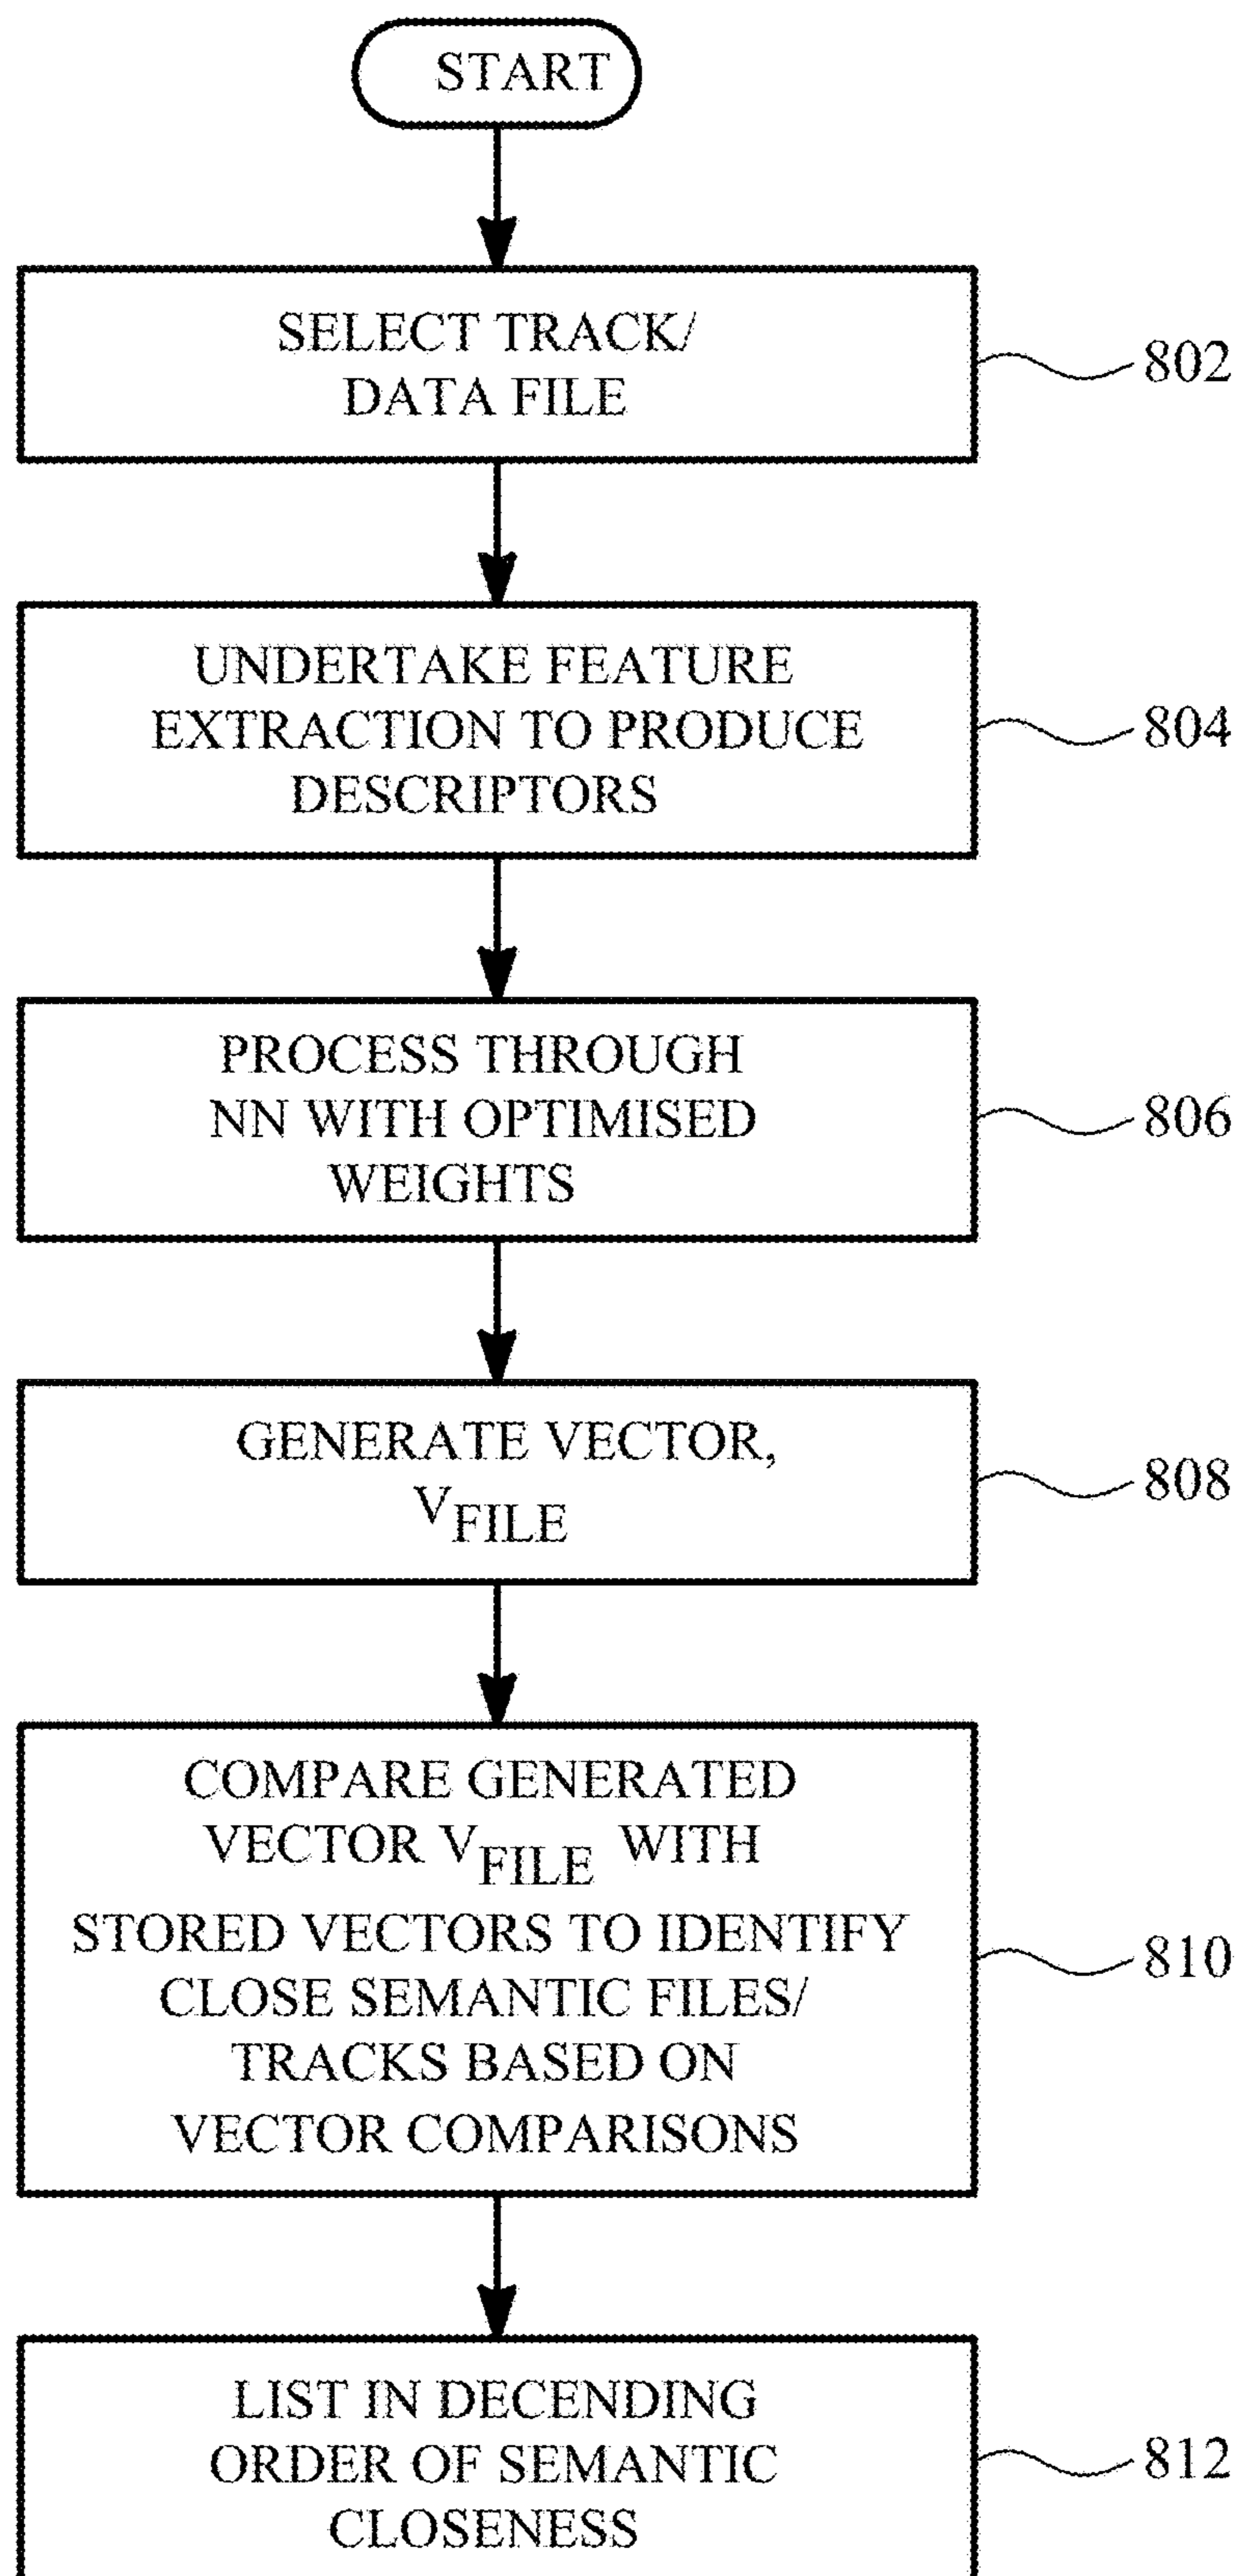 START
SELECT TRACK/
DATA FILE
802
UNDERTAKE FEATURE
EXTRACTION TO PRODUCE
DESCRIPTORS
804
PROCESS THROUGH
NN WITH OPTIMISED
WEIGHTS
806
GENERATE VECTOR,
VFILE
808
COMPARE GENERATED
VECTOR VFILE WITH
STORED VECTORS TO IDENTIFY
CLOSE SEMANTIC FILES/
TRACKS BASED ON
VECTOR COMPARISONS
810
LIST IN DECENDING
ORDER OF SEMANTIC
CLOSENESS
812